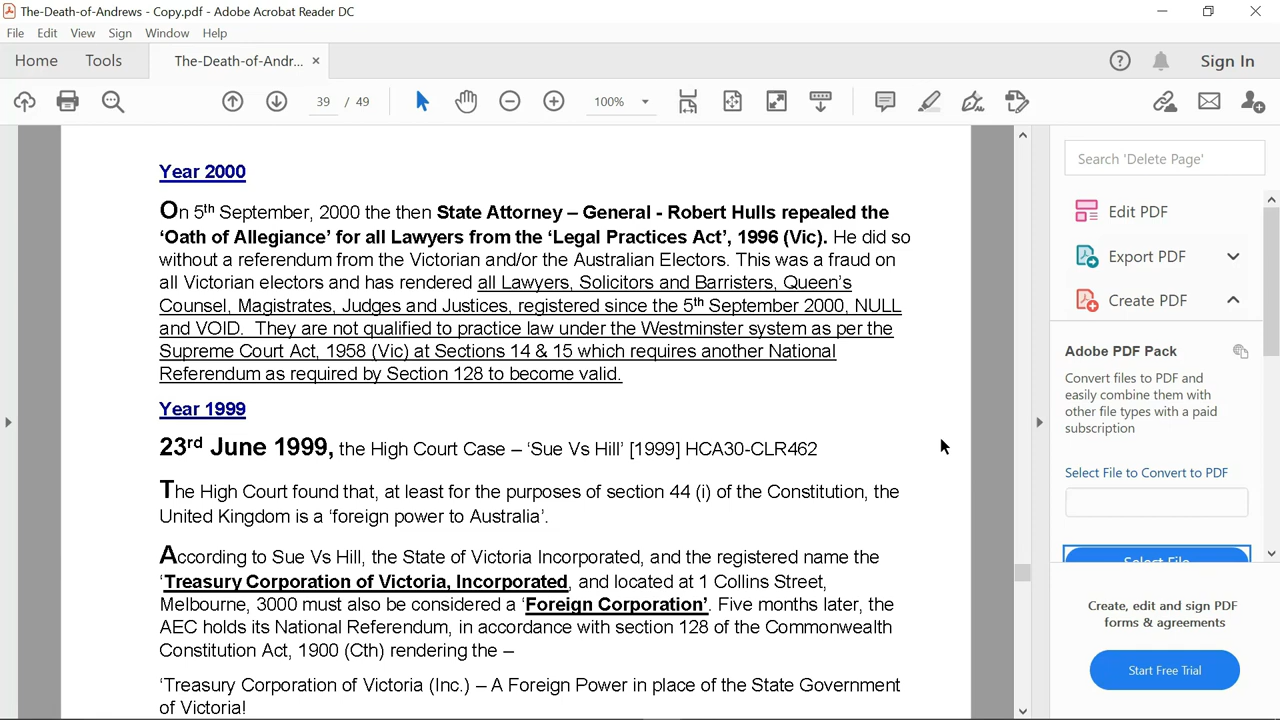 The-Death-of-Andrews - Copy.pdf - Adobe Acrobat Reader DC
File Edit View Sign Window Help
Home Tools The-Death-of-Andr... × Sign In
39 / 49 100%
Year 2000
On 5th September, 2000 the then State Attorney – General - Robert Hulls repealed the
‘Oath of Allegiance’ for all Lawyers from the ‘Legal Practices Act’, 1996 (Vic). He did so
without a referendum from the Victorian and/or the Australian Electors. This was a fraud on
all Victorian electors and has rendered all Lawyers, Solicitors and Barristers, Queen’s
Counsel, Magistrates, Judges and Justices, registered since the 5th September 2000, NULL
and VOID. They are not qualified to practice law under the Westminster system as per the
Supreme Court Act, 1958 (Vic) at Sections 14 & 15 which requires another National
Referendum as required by Section 128 to become valid.
Year 1999
23rd June 1999, the High Court Case – ‘Sue Vs Hill’ [1999] HCA30-CLR462
The High Court found that, at least for the purposes of section 44 (i) of the Constitution, the
United Kingdom is a ‘foreign power to Australia’.
According to Sue Vs Hill, the State of Victoria Incorporated, and the registered name the
‘Treasury Corporation of Victoria, Incorporated, and located at 1 Collins Street,
Melbourne, 3000 must also be considered a ‘Foreign Corporation’. Five months later, the
AEC holds its National Referendum, in accordance with section 128 of the Commonwealth
Constitution Act, 1900 (Cth) rendering the –
‘Treasury Corporation of Victoria (Inc.) – A Foreign Power in place of the State Government
of Victoria!
Search 'Delete Page'
Edit PDF
Export PDF
Create PDF
Adobe PDF Pack
Convert files to PDF and
easily combine them with
other file types with a paid
subscription
Select File to Convert to PDF
Select File
Create, edit and sign PDF
forms & agreements
Start Free Trial